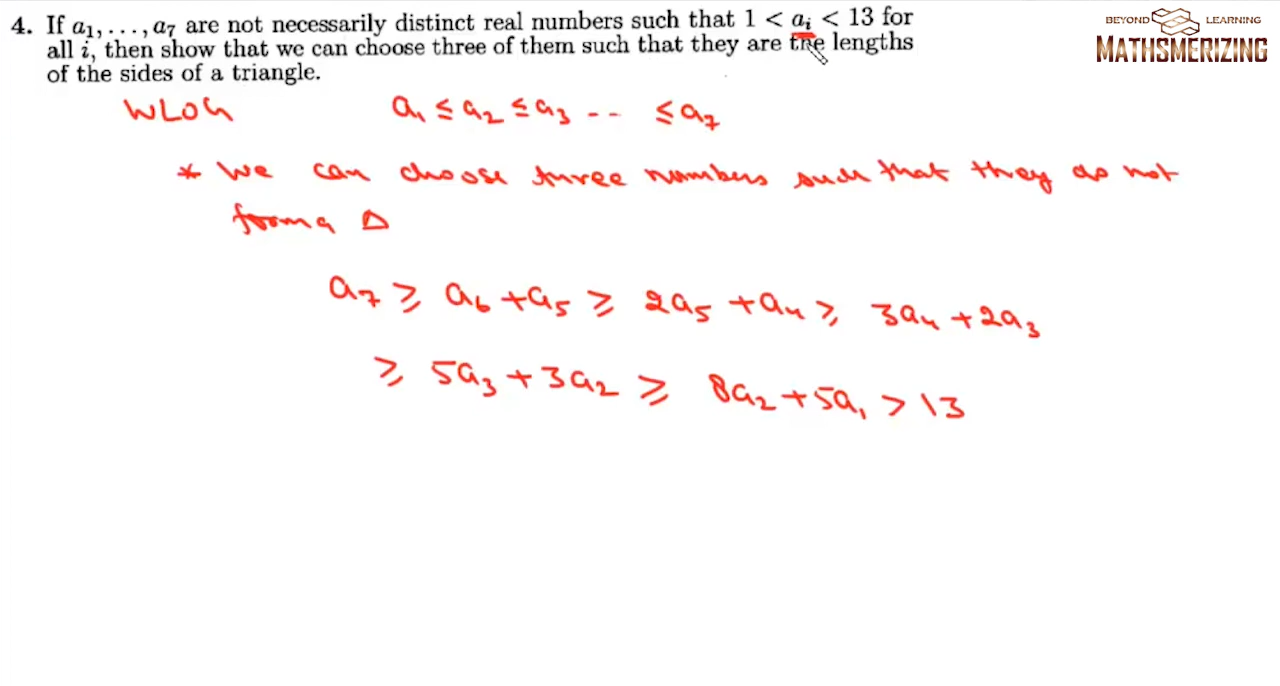 4. If a₁, . . . , a₇ are not necessarily distinct real numbers such that 1 < aᵢ < 13 for
all i, then show that we can choose three of them such that they are the lengths
of the sides of a triangle.
BEYOND LEARNING
MATHSMERIZING
WLOG a₁ ≤ a₂ ≤ a₃ -- ≤ a₇
* We can choose three numbers such that they do not
form a Δ
a₇ ≥ a₆ + a₅ ≥ 2a₅ + a₄ ≥ 3a₄ + 2a₃
≥ 5a₃ + 3a₂ ≥ 8a₂ + 5a₁ > 13